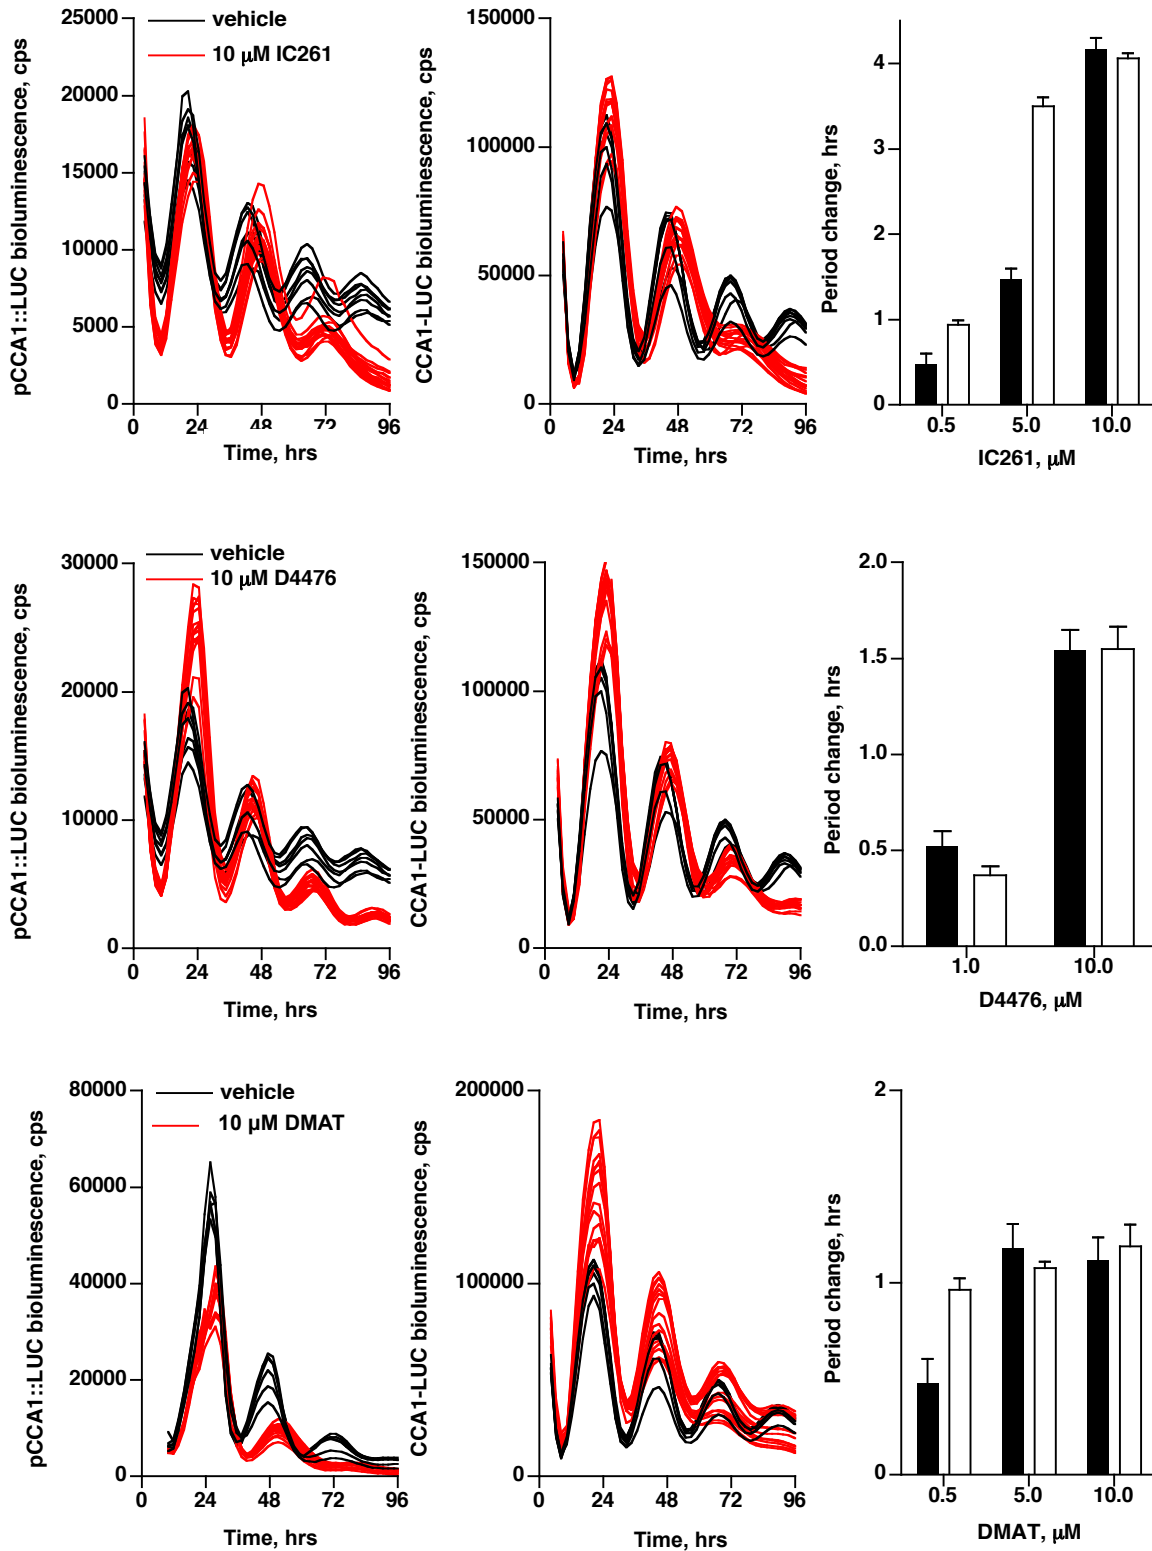 pCCA1::LUC bioluminescence, cps
25000
20000
15000
10000
5000
0
vehicle
10 µM IC261
0 24 48 72 96
Time, hrs
CCA1-LUC bioluminescence, cps
150000
100000
50000
0
0 24 48 72 96
Time, hrs
Period change, hrs
4
3
2
1
0
0.5 5.0 10.0
IC261, µM
pCCA1::LUC bioluminescence, cps
30000
20000
10000
0
vehicle
10 µM D4476
0 24 48 72 96
Time, hrs
CCA1-LUC bioluminescence, cps
150000
100000
50000
0
0 24 48 72 96
Time, hrs
Period change, hrs
2.0
1.5
1.0
0.5
0.0
1.0 10.0
D4476, µM
pCCA1::LUC bioluminescence, cps
80000
60000
40000
20000
0
vehicle
10 µM DMAT
0 24 48 72 96
Time, hrs
CCA1-LUC bioluminescence, cps
200000
100000
0
0 24 48 72 96
Time, hrs
Period change, hrs
2
1
0
0.5 5.0 10.0
DMAT, µM